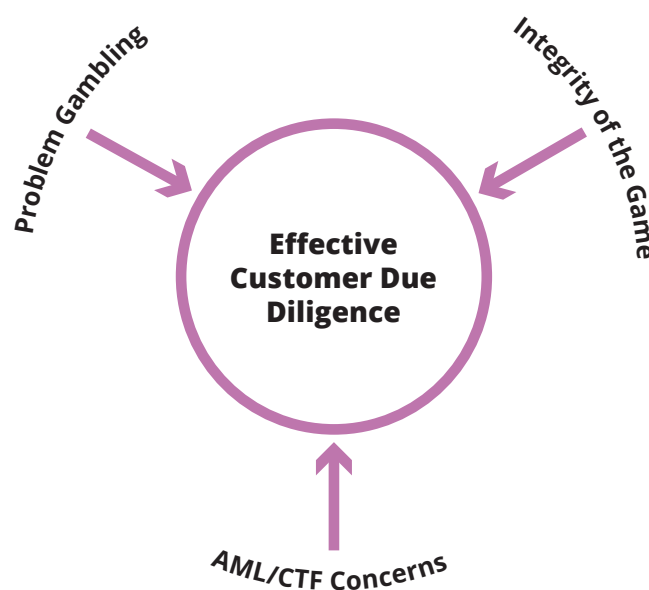 Problem Gambling
Integrity of the Game
Effective
Customer Due
Diligence
AML/CTF Concerns